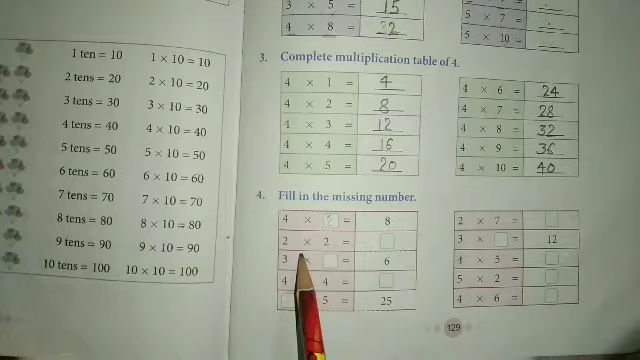 3 × 5 = 15
4 × 8 = 32
5 × 7 =
5 × 10 =
1 ten = 10 1 × 10 = 10
2 tens = 20 2 × 10 = 20
3 tens = 30 3 × 10 = 30
4 tens = 40 4 × 10 = 40
5 tens = 50 5 × 10 = 50
6 tens = 60 6 × 10 = 60
7 tens = 70 7 × 10 = 70
8 tens = 80 8 × 10 = 80
9 tens = 90 9 × 10 = 90
10 tens = 100 10 × 10 = 100
3. Complete multiplication table of 4.
4 × 1 = 4
4 × 2 = 8
4 × 3 = 12
4 × 4 = 16
4 × 5 = 20
4 × 6 = 24
4 × 7 = 28
4 × 8 = 32
4 × 9 = 36
4 × 10 = 40
4. Fill in the missing number.
4 × 2 = 8
2 × 2 =
3 × = 6
4 4 =
5 = 25
2 × 7 =
3 × = 12
4 × 5 =
5 × 2 =
4 × 6 =
129